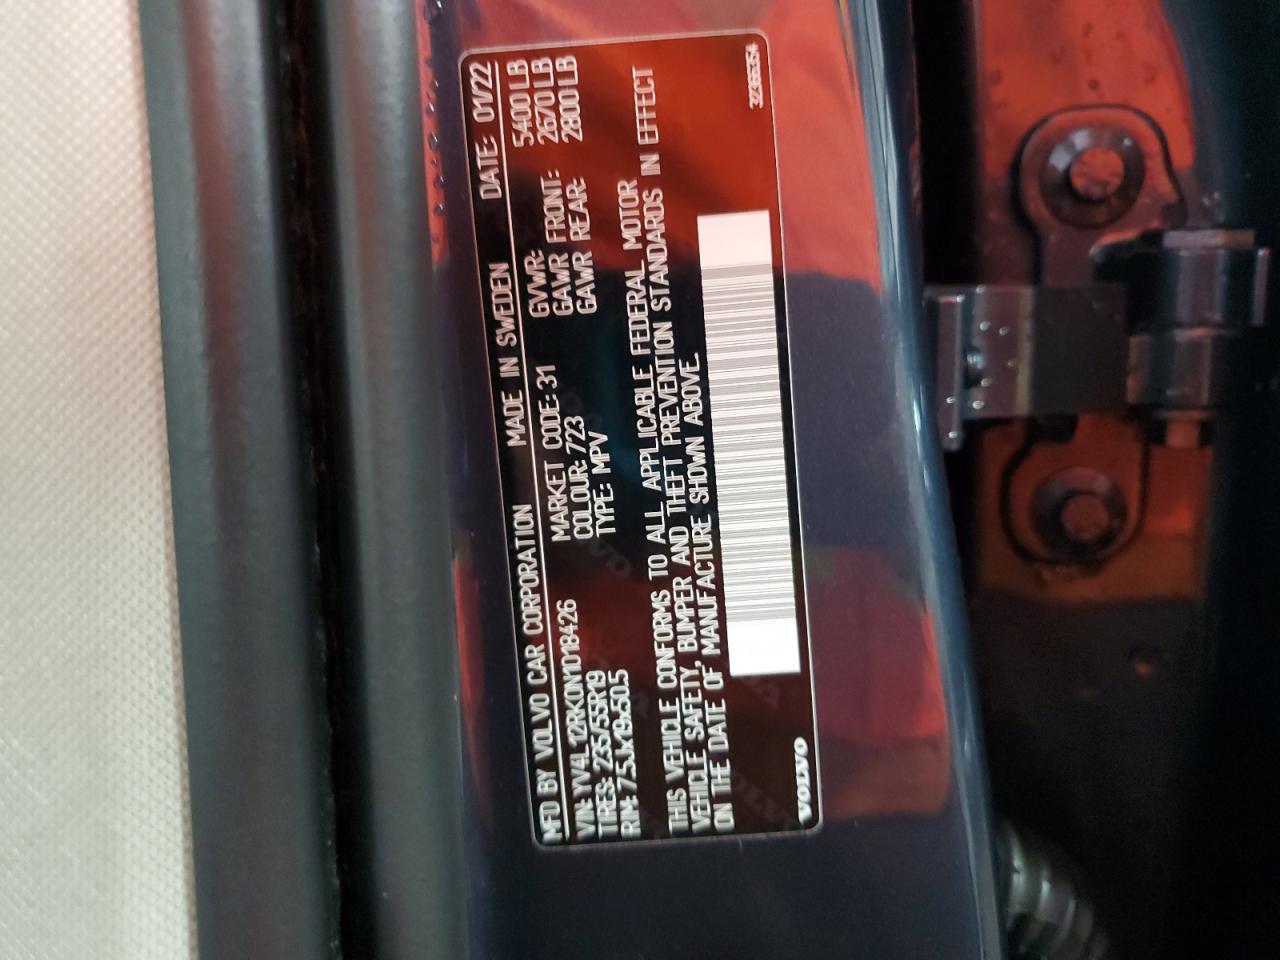 MFD BY VOLVO CAR CORPORATION MADE IN SWEDEN DATE: 01/22
VIN: YV4L12RK0N1018426 MARKET CODE: 31 GVWR: 5400 LB
TIRES: 235/55R19 COLOUR: 723 GAWR FRONT: 2670 LB
RIM: 7.5Jx19x50.5 TYPE: MPV GAWR REAR: 2800 LB
THIS VEHICLE CONFORMS TO ALL APPLICABLE FEDERAL MOTOR
VEHICLE SAFETY, BUMPER AND THEFT PREVENTION STANDARDS IN EFFECT
ON THE DATE OF MANUFACTURE SHOWN ABOVE.
VOLVO